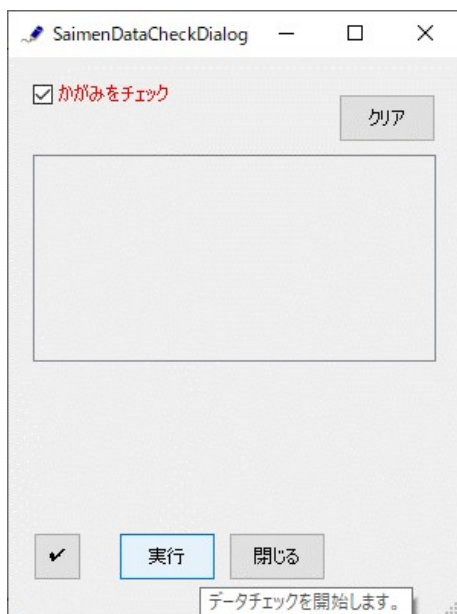 SaimenDataCheckDialog
かがみをチェック
クリア
実行
閉じる
データチェックを開始します。